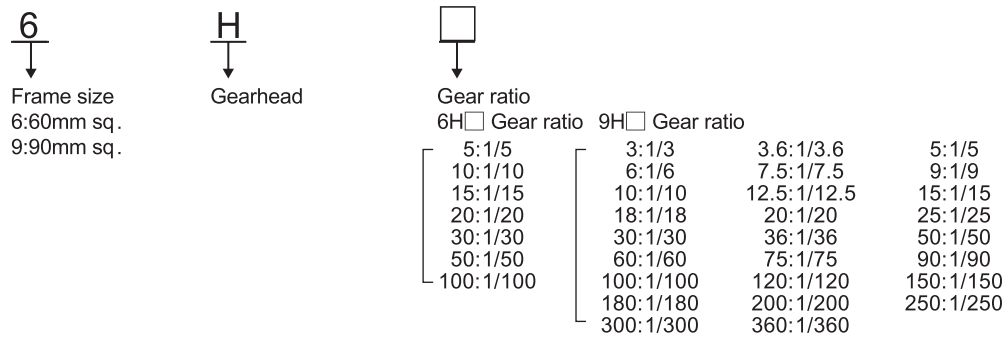 6 H □
Frame size Gearhead Gear ratio
6:60mm sq. 6H□ Gear ratio 9H□ Gear ratio
9:90mm sq.
5:1/5 3:1/3 3.6:1/3.6 5:1/5
10:1/10 6:1/6 7.5:1/7.5 9:1/9
15:1/15 10:1/10 12.5:1/12.5 15:1/15
20:1/20 18:1/18 20:1/20 25:1/25
30:1/30 30:1/30 36:1/36 50:1/50
50:1/50 60:1/60 75:1/75 90:1/90
100:1/100 100:1/100 120:1/120 150:1/150
180:1/180 200:1/200 250:1/250
300:1/300 360:1/360